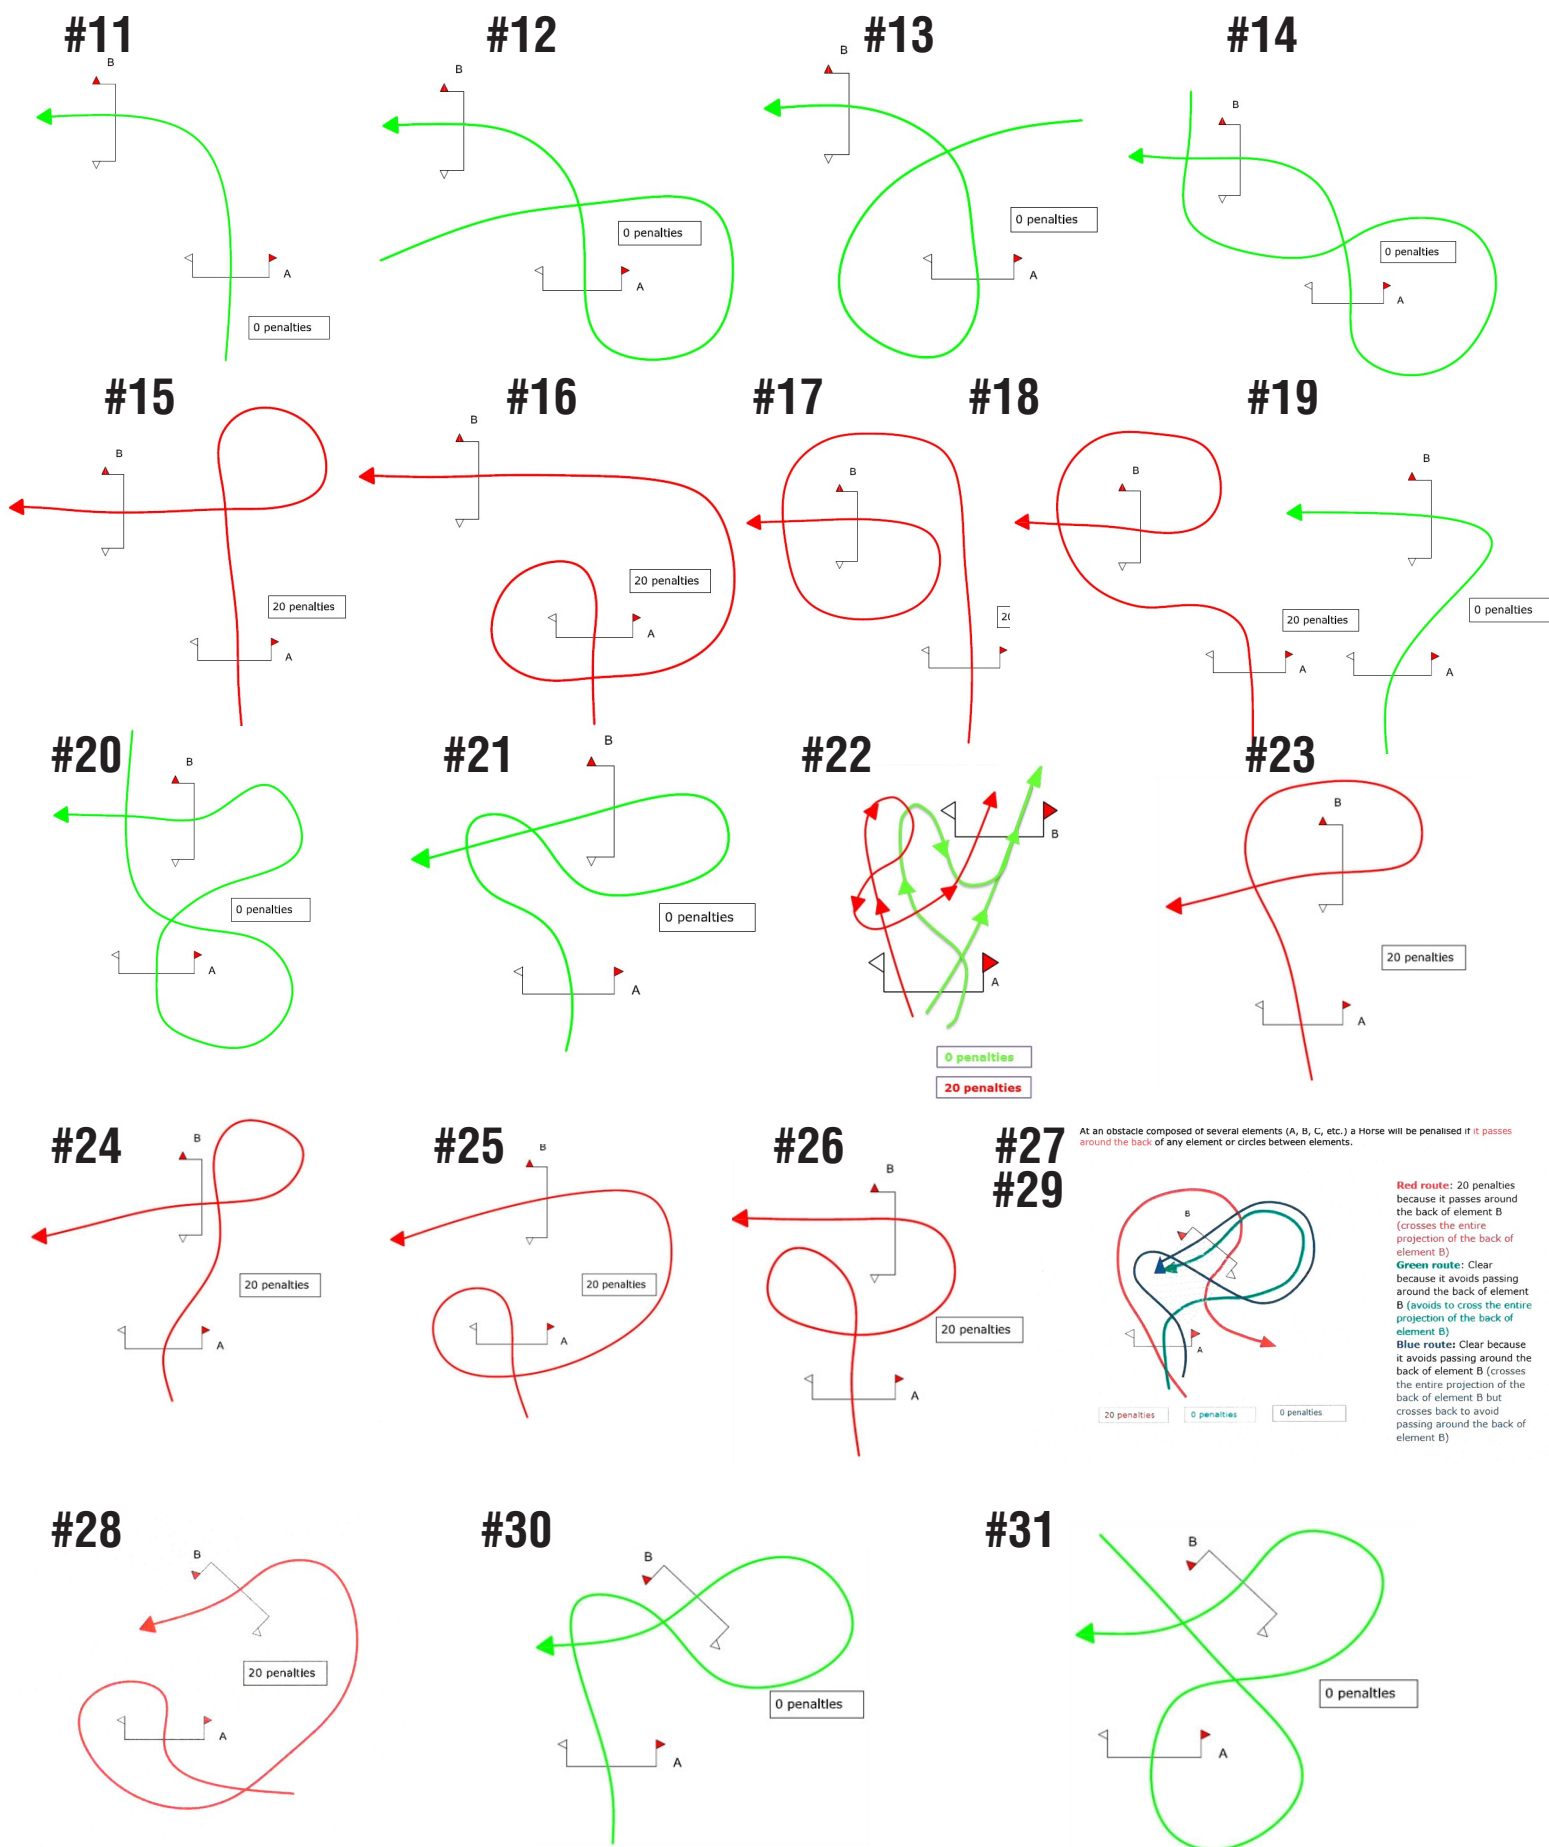 #11
B
A
0 penalties
#12
B
0 penalties
A
#13
B
0 penalties
A
#14
B
0 penalties
A
#15
B
20 penalties
A
#16
B
20 penalties
A
#17
B
#18
B
20 penalties
A
#19
B
0 penalties
A
#20
B
0 penalties
A
#21
B
0 penalties
A
#22
B
A
0 penalties
20 penalties
#23
B
20 penalties
A
#24
B
20 penalties
A
#25
B
20 penalties
A
#26
B
20 penalties
A
#27
#29
At an obstacle composed of several elements (A, B, C, etc.) a Horse will be penalised if it passes
around the back of any element or circles between elements.
B
A
20 penalties
0 penalties
0 penalties
Red route: 20 penalties
because it passes around
the back of element B
(crosses the entire
projection of the back of
element B)
Green route: Clear
because it avoids passing
around the back of element
B (avoids to cross the entire
projection of the back of
element B)
Blue route: Clear because
it avoids passing around the
back of element B (crosses
the entire projection of the
back of element B but
crosses back to avoid
passing around the back of
element B)
#28
B
20 penalties
A
#30
B
0 penalties
A
#31
B
0 penalties
A